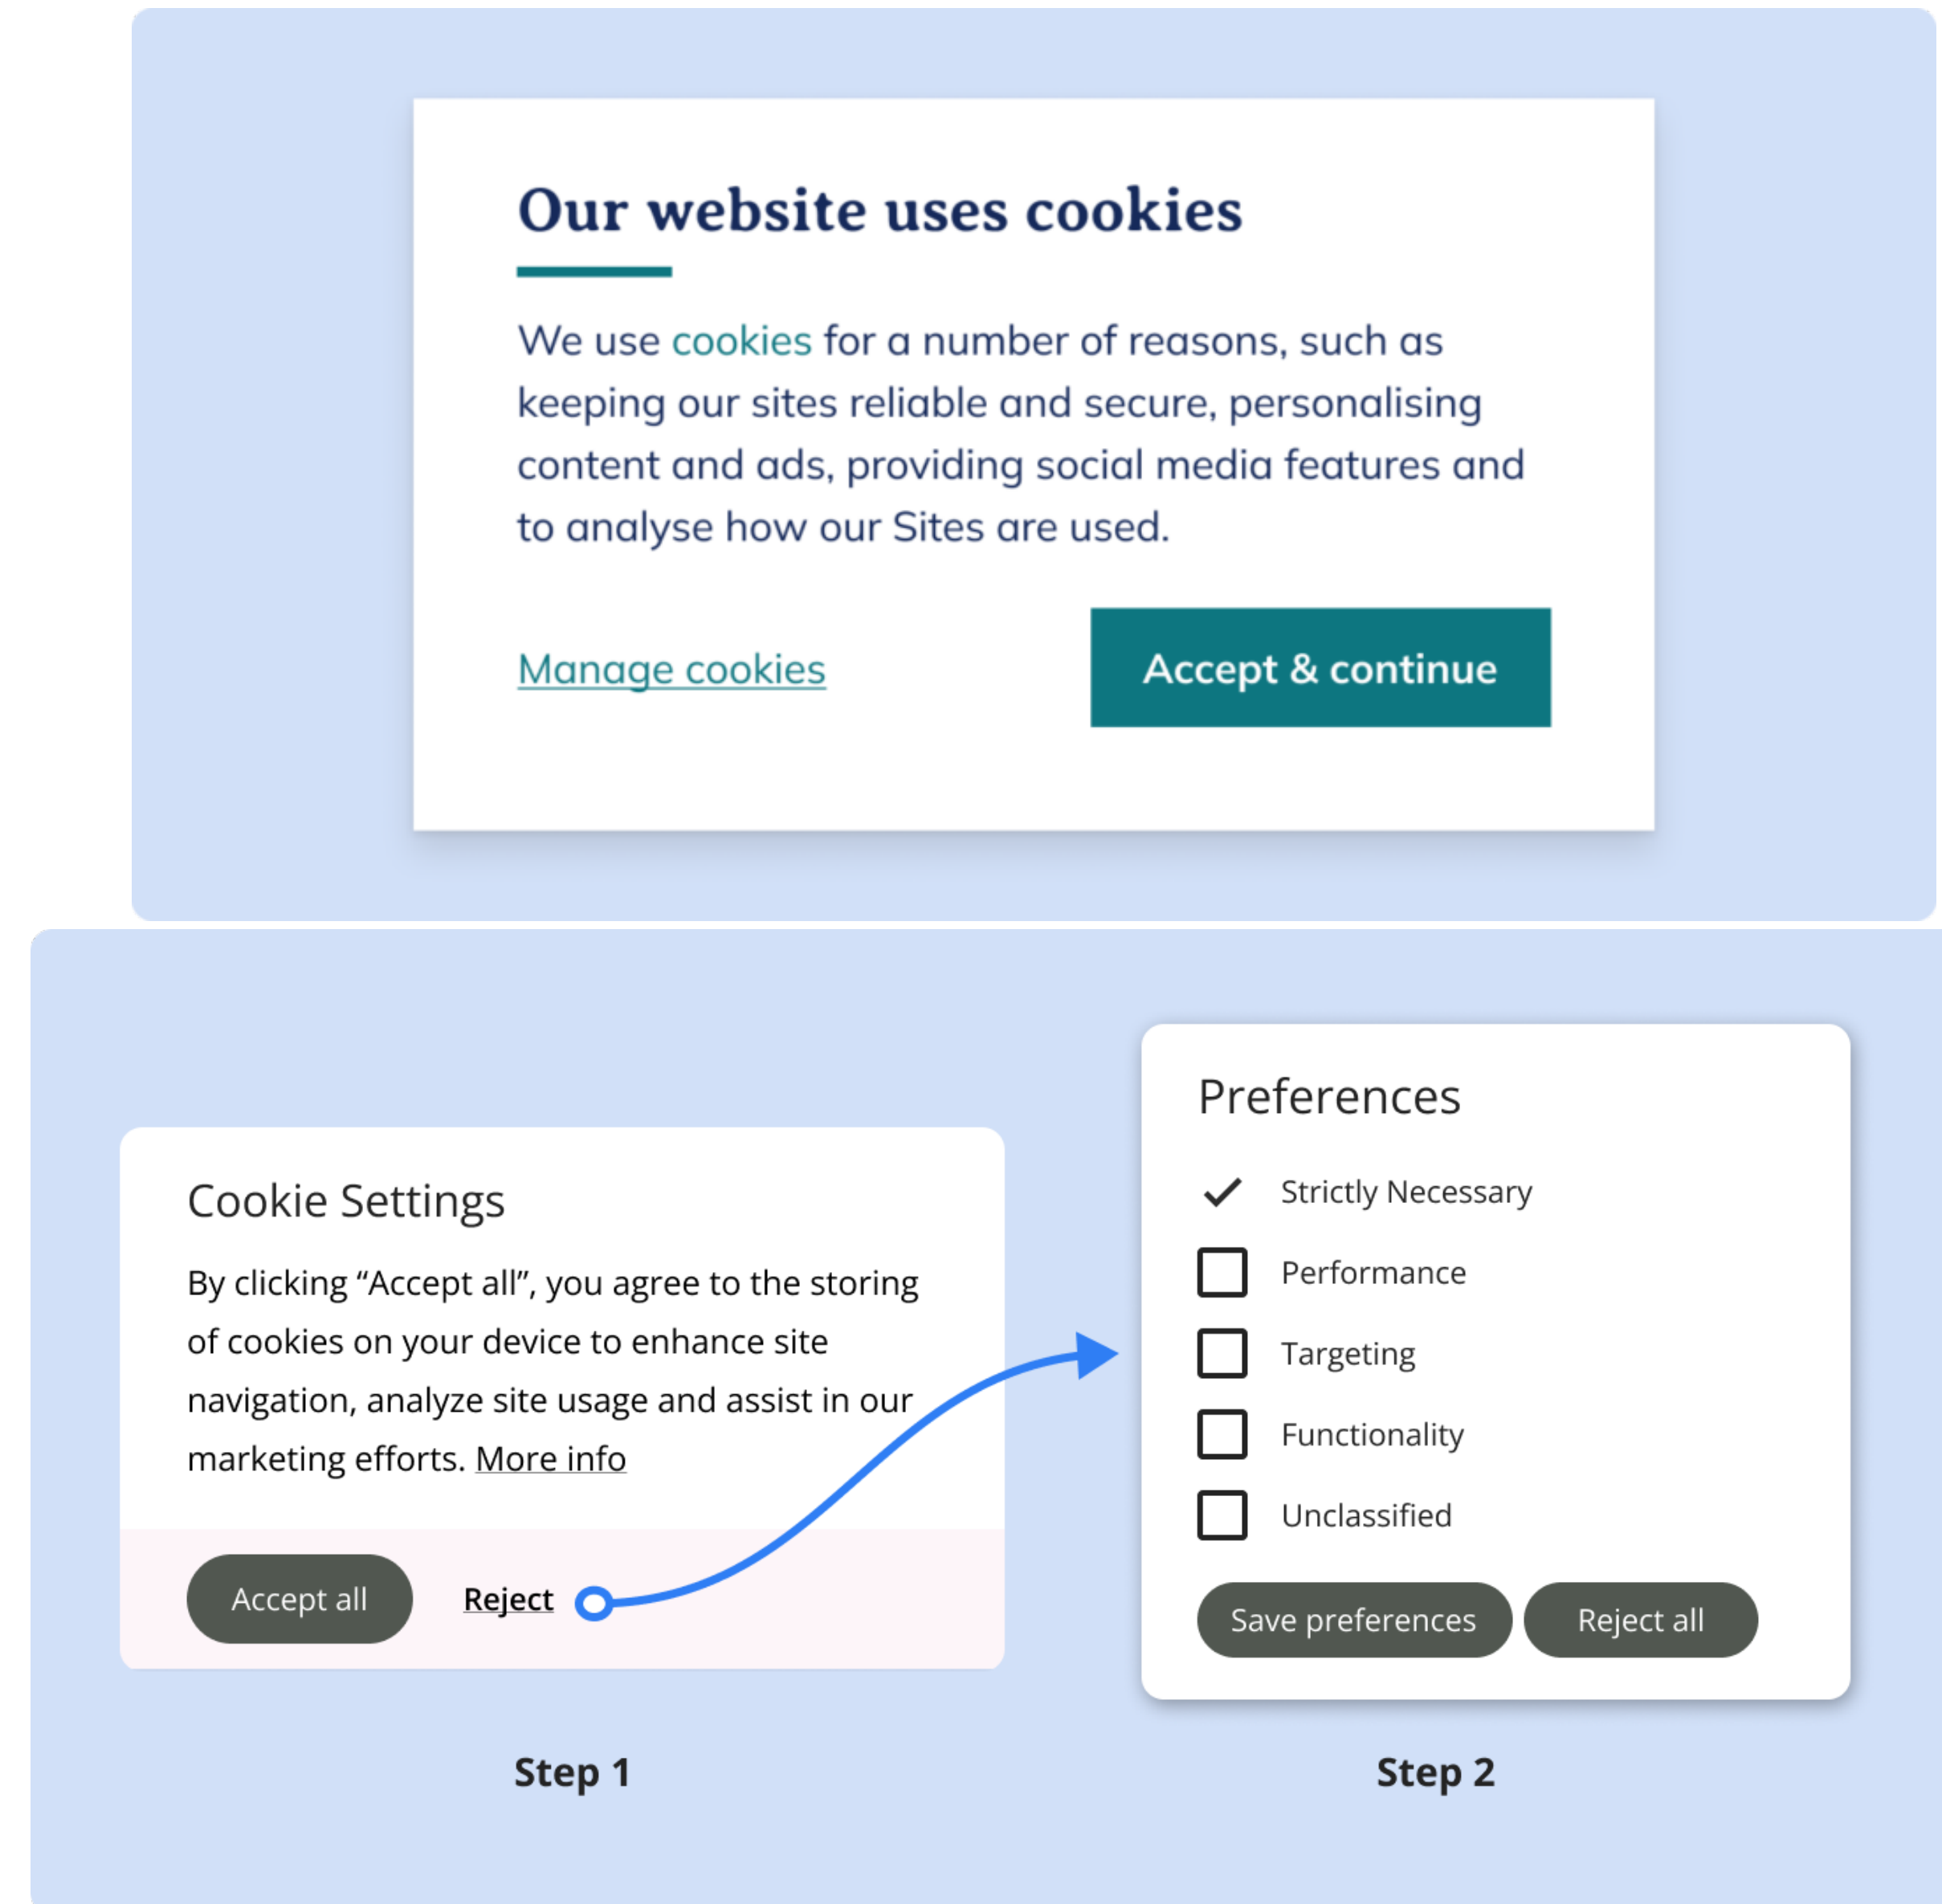 Our website uses cookies
We use cookies for a number of reasons, such as
keeping our sites reliable and secure, personalising
content and ads, providing social media features and
to analyse how our Sites are used.
Manage cookies
Accept & continue
Cookie Settings
By clicking “Accept all”, you agree to the storing
of cookies on your device to enhance site
navigation, analyze site usage and assist in our
marketing efforts. More info
Accept all
Reject
Step 1
Preferences
Strictly Necessary
Performance
Targeting
Functionality
Unclassified
Save preferences
Reject all
Step 2